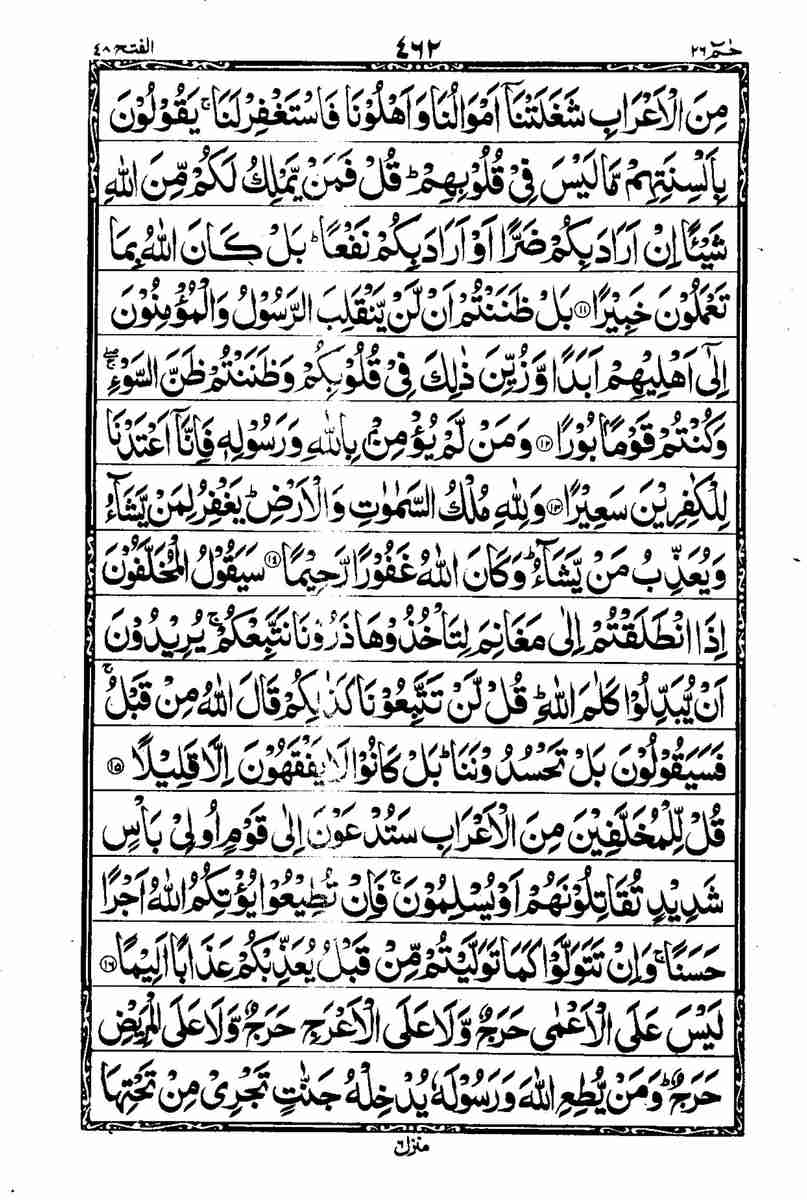 حٰمٓ ٢٦ ٤٦٢ الفتح ٤٨
مِنَ الْاَعْرَابِ شَغَلَتْنَاۤ اَمْوَالُنَا وَاَهْلُوْنَا فَاسْتَغْفِرْ لَنَا ۚ يَقُوْلُوْنَ
بِاَلْسِنَتِهِمْ مَّا لَيْسَ فِيْ قُلُوْبِهِمْ ؕ قُلْ فَمَنْ يَّمْلِكُ لَكُمْ مِّنَ اللّٰهِ
شَيْـًٔا اِنْ اَرَادَ بِكُمْ ضَرًّا اَوْ اَرَادَ بِكُمْ نَفْعًا ؕ بَلْ كَانَ اللّٰهُ بِمَا
تَعْمَلُوْنَ خَبِيْرًا ۝١١ بَلْ ظَنَنْتُمْ اَنْ لَّنْ يَّنْقَلِبَ الرَّسُوْلُ وَالْمُؤْمِنُوْنَ
اِلٰۤى اَهْلِيْهِمْ اَبَدًا وَّزُيِّنَ ذٰلِكَ فِيْ قُلُوْبِكُمْ وَظَنَنْتُمْ ظَنَّ السَّوْءِ ۖۚ
وَكُنْتُمْ قَوْمًۢا بُوْرًا ۝١٢ وَمَنْ لَّمْ يُؤْمِنْۢ بِاللّٰهِ وَرَسُوْلِهٖ فَاِنَّاۤ اَعْتَدْنَا
لِلْكٰفِرِيْنَ سَعِيْرًا ۝١٣ وَلِلّٰهِ مُلْكُ السَّمٰوٰتِ وَالْاَرْضِ ؕ يَغْفِرُ لِمَنْ يَّشَآءُ
وَيُعَذِّبُ مَنْ يَّشَآءُ ؕ وَكَانَ اللّٰهُ غَفُوْرًا رَّحِيْمًا ۝١٤ سَيَقُوْلُ الْمُخَلَّفُوْنَ
اِذَا انْطَلَقْتُمْ اِلٰى مَغَانِمَ لِتَاْخُذُوْهَا ذَرُوْنَا نَتَّبِعْكُمْ ۚ يُرِيْدُوْنَ
اَنْ يُّبَدِّلُوْا كَلٰمَ اللّٰهِ ؕ قُلْ لَّنْ تَتَّبِعُوْنَا كَذٰلِكُمْ قَالَ اللّٰهُ مِنْ قَبْلُ ۚ
فَسَيَقُوْلُوْنَ بَلْ تَحْسُدُوْنَنَا ؕ بَلْ كَانُوْا لَا يَفْقَهُوْنَ اِلَّا قَلِيْلًا ۝١٥
قُلْ لِّلْمُخَلَّفِيْنَ مِنَ الْاَعْرَابِ سَتُدْعَوْنَ اِلٰى قَوْمٍ اُولِيْ بَاْسٍ
شَدِيْدٍ تُقَاتِلُوْنَهُمْ اَوْ يُسْلِمُوْنَ ۚ فَاِنْ تُطِيْعُوْا يُؤْتِكُمُ اللّٰهُ اَجْرًا
حَسَنًا ۚ وَاِنْ تَتَوَلَّوْا كَمَا تَوَلَّيْتُمْ مِّنْ قَبْلُ يُعَذِّبْكُمْ عَذَابًا اَلِيْمًا ۝١٦
لَيْسَ عَلَى الْاَعْمٰى حَرَجٌ وَّلَا عَلَى الْاَعْرَجِ حَرَجٌ وَّلَا عَلَى الْمَرِيْضِ
حَرَجٌ ؕ وَمَنْ يُّطِعِ اللّٰهَ وَرَسُوْلَهٗ يُدْخِلْهُ جَنّٰتٍ تَجْرِيْ مِنْ تَحْتِهَا
منزل ٦